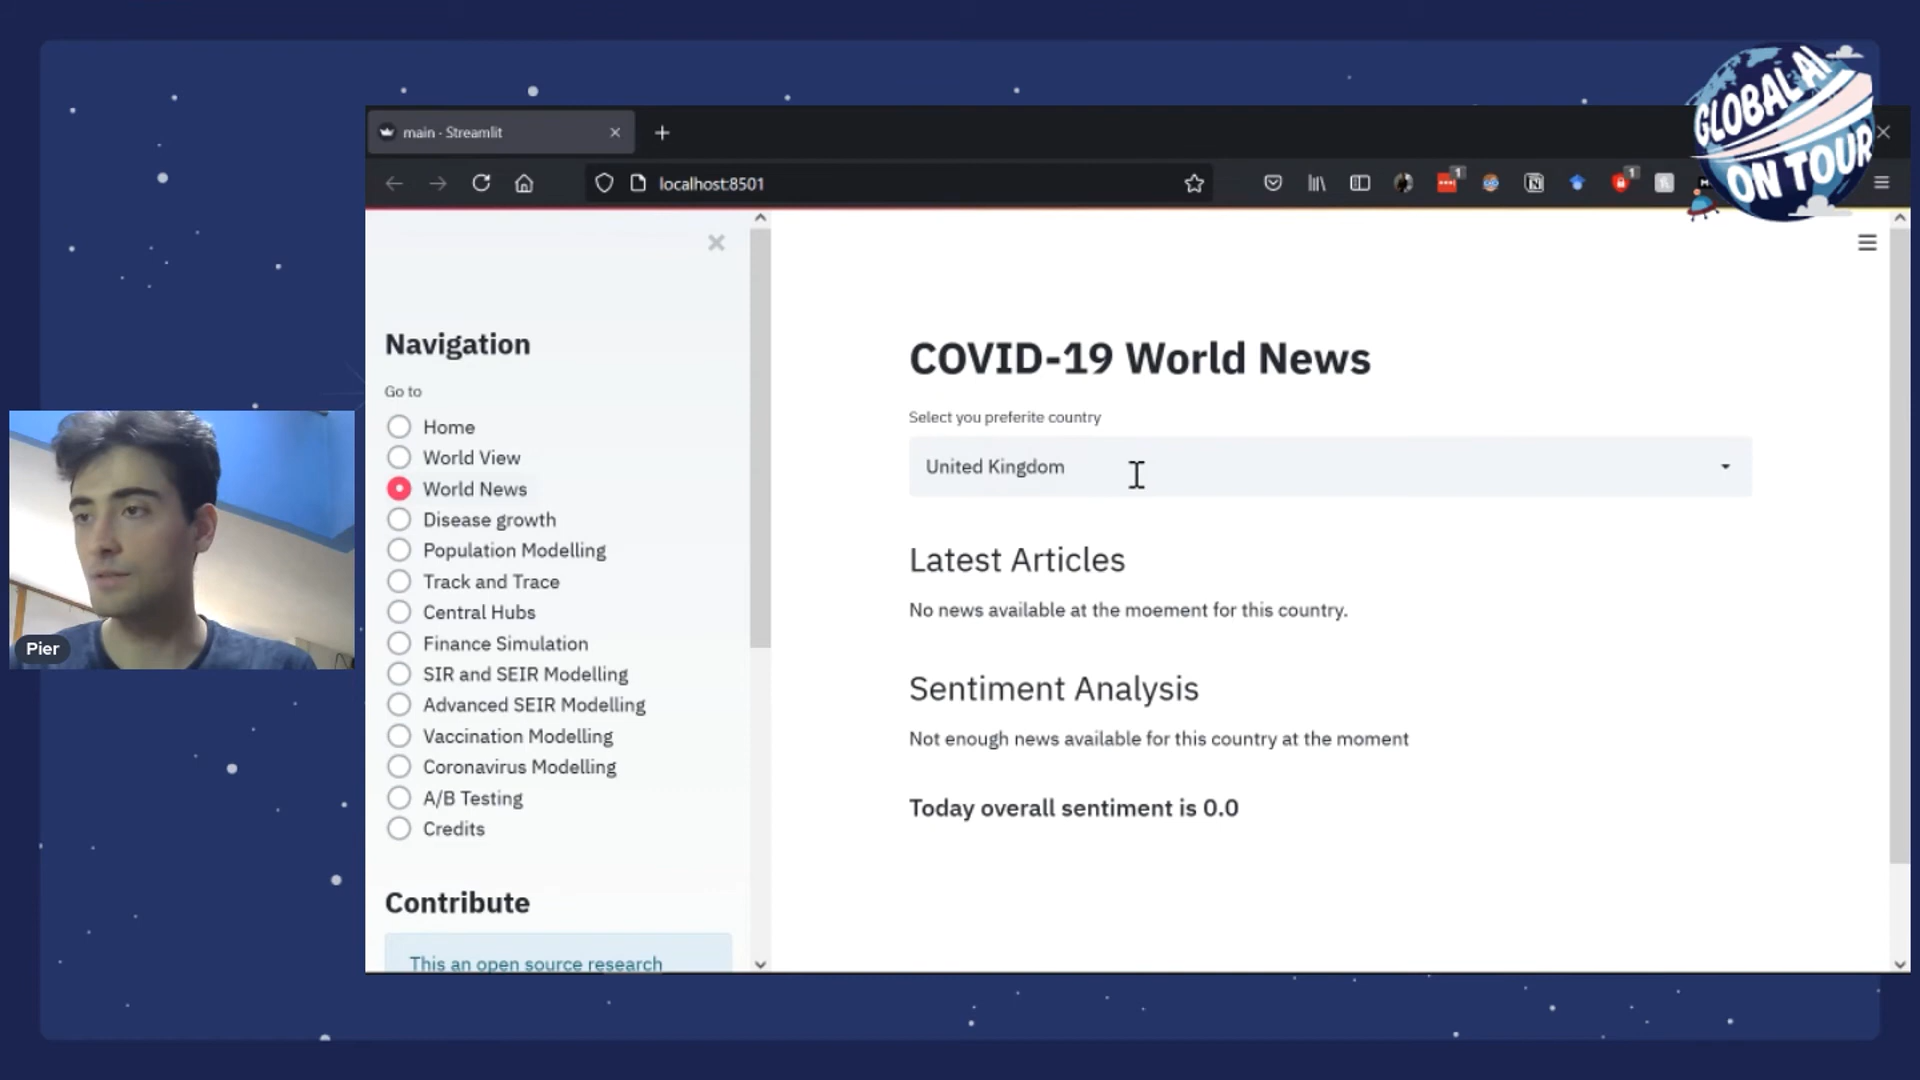 GLOBAL AI
ON TOUR
main - Streamlit
localhost:8501
1
1
Navigation
Go to
Home
World View
World News
Disease growth
Population Modelling
Track and Trace
Central Hubs
Finance Simulation
SIR and SEIR Modelling
Advanced SEIR Modelling
Vaccination Modelling
Coronavirus Modelling
A/B Testing
Credits
Contribute
This an open source research
COVID-19 World News
Select you preferite country
United Kingdom
Latest Articles
No news available at the moement for this country.
Sentiment Analysis
Not enough news available for this country at the moment
Today overall sentiment is 0.0
Pier